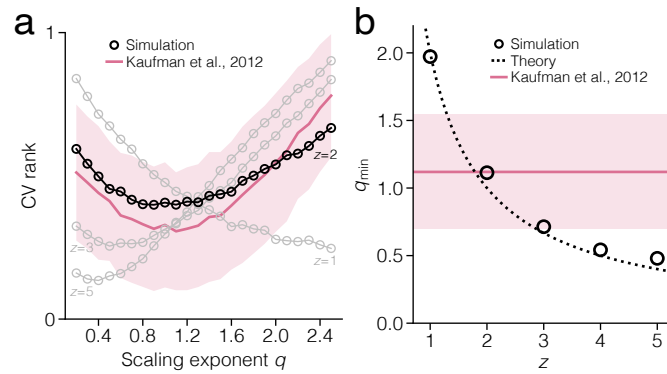 a
1
Simulation
Kaufman et al., 2012
CV rank
z=2
z=3
z=1
z=5
0
0.4 0.8 1.2 1.6 2.0 2.4
Scaling exponent q
b
Simulation
Theory
Kaufman et al., 2012
2.0
1.5
1.0
0.5
0.0
qmin
1 2 3 4 5
z